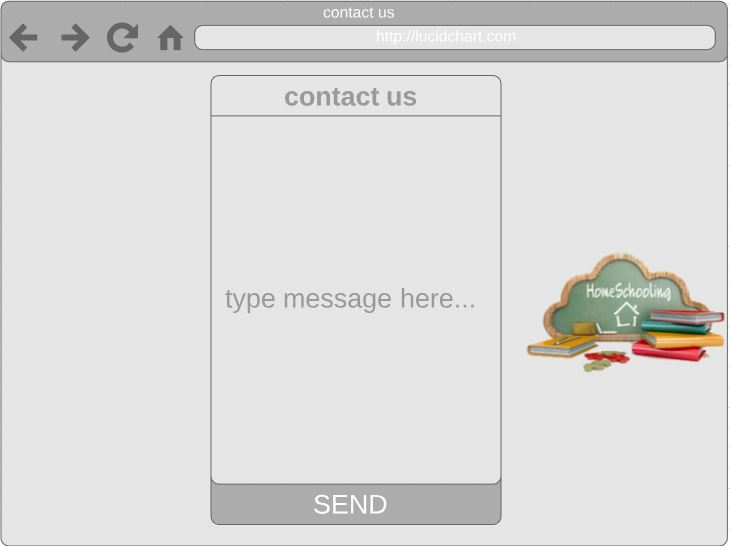 contact us
http://lucidchart.com
contact us
type message here...
HomeSchooling
SEND